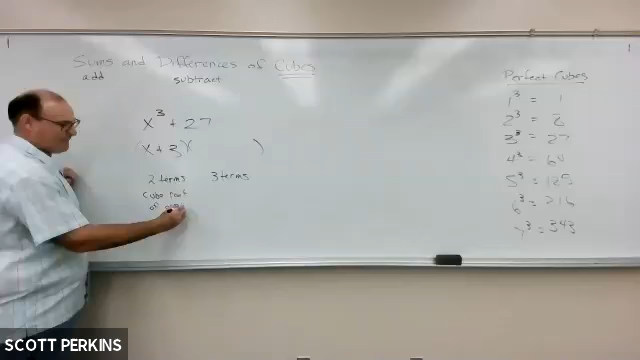 Sums and Differences of Cubes
add subtract
x³ + 27
(x + 3)( )
2 terms 3 terms
Cube root
of
Perfect Cubes
1³ = 1
2³ = 8
3³ = 27
4³ = 64
5³ = 125
6³ = 216
7³ = 343
SCOTT PERKINS